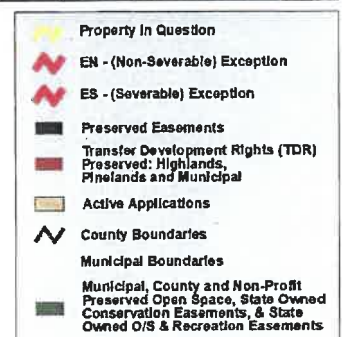 Property In Question
EN - (Non-Severable) Exception
ES - (Severable) Exception
Preserved Easements
Transfer Development Rights (TDR)
Preserved: Highlands,
Pinelands and Municipal
Active Applications
County Boundaries
Municipal Boundaries
Municipal, County and Non-Profit
Preserved Open Space, State Owned
Conservation Easements, & State
Owned O/S & Recreation Easements